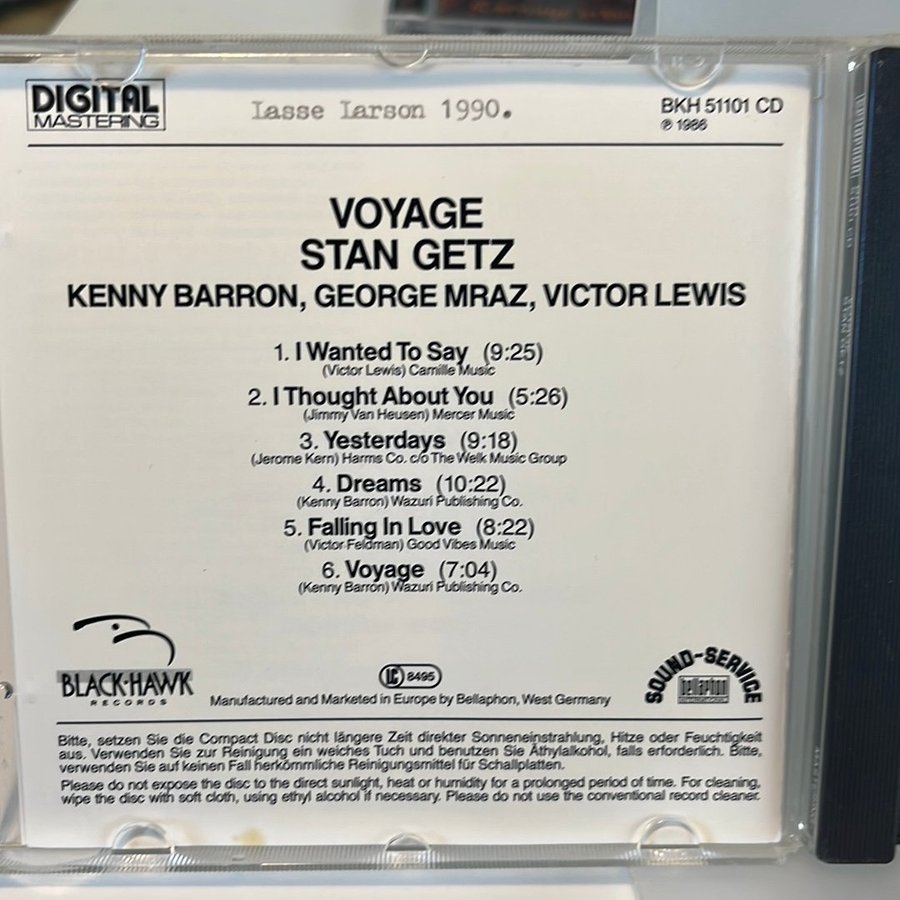 DIGITAL
MASTERING
Lasse Larson 1990.
BKH 51101 CD
℗ 1986
VOYAGE
STAN GETZ
KENNY BARRON, GEORGE MRAZ, VICTOR LEWIS
1. I Wanted To Say (9:25)
(Victor Lewis) Camille Music
2. I Thought About You (5:26)
(Jimmy Van Heusen) Mercer Music
3. Yesterdays (9:18)
(Jerome Kern) Harms Co. c/o The Welk Music Group
4. Dreams (10:22)
(Kenny Barron) Wazuri Publishing Co.
5. Falling In Love (8:22)
(Victor Feldman) Good Vibes Music
6. Voyage (7:04)
(Kenny Barron) Wazuri Publishing Co.
BLACK-HAWK
RECORDS
LC 8495
Manufactured and Marketed in Europe by Bellaphon, West Germany
SOUND-SERVICE
bellaphon
Bitte, setzen Sie die Compact Disc nicht längere Zeit direkter Sonneneinstrahlung, Hitze oder Feuchtigkeit
aus. Verwenden Sie zur Reinigung ein weiches Tuch und benutzen Sie Äthylalkohol, falls erforderlich. Bitte,
verwenden Sie auf keinen Fall herkömmliche Reinigungsmittel für Schallplatten.
Please do not expose the disc to the direct sunlight, heat or humidity for a prolonged period of time. For cleaning,
wipe the disc with soft cloth, using ethyl alcohol if necessary. Please do not use the conventional record cleaner.